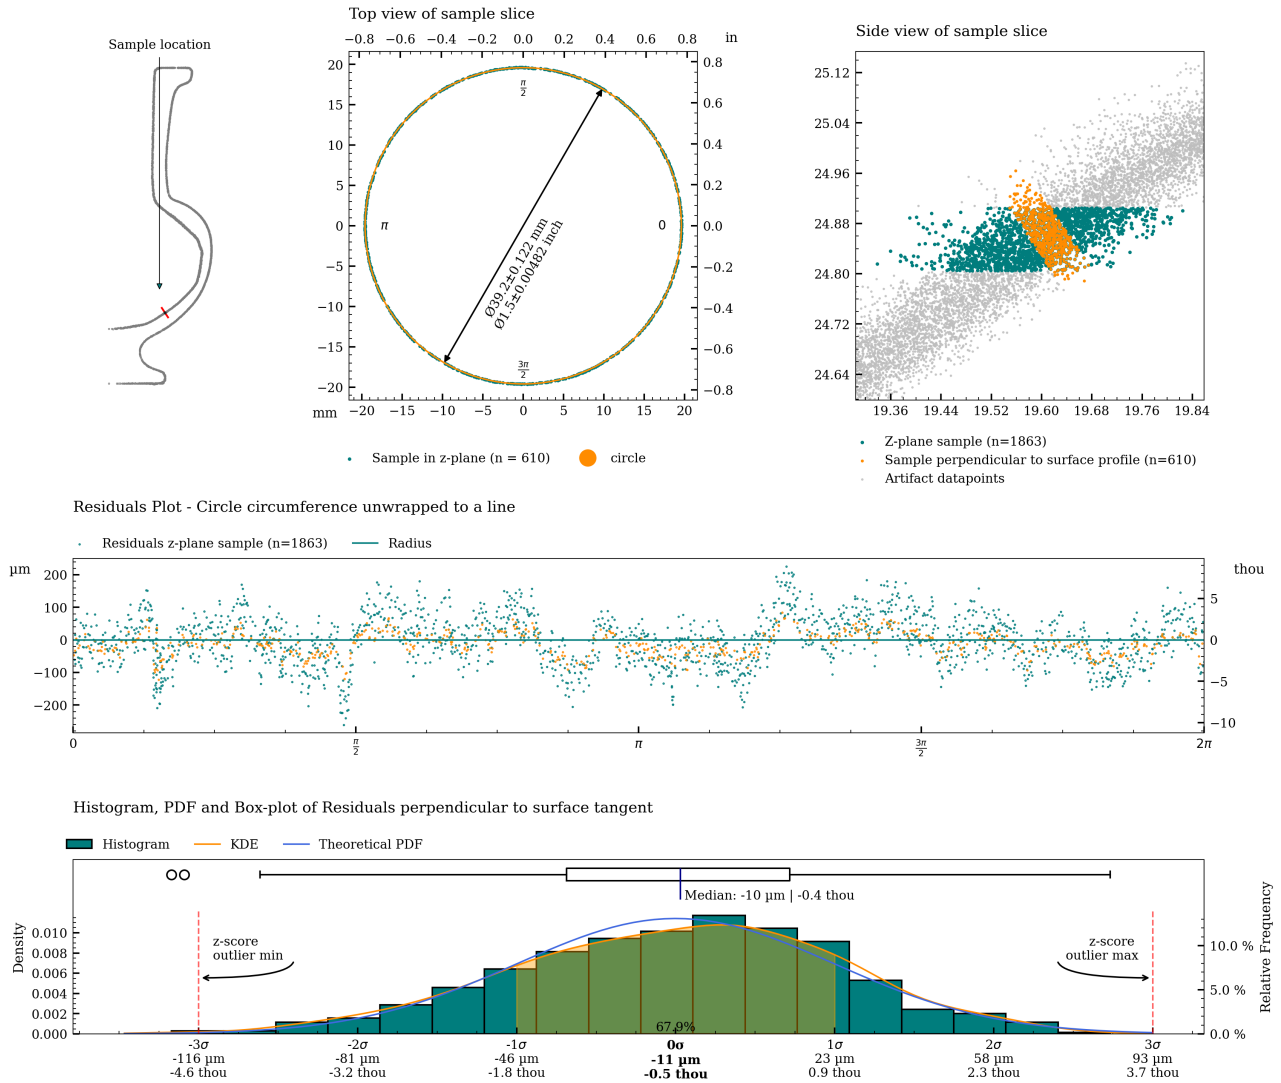 Sample location
Top view of sample slice
−0.8 −0.6 −0.4 −0.2 0.0 0.2 0.4 0.6 0.8 in
20 15 10 5 0 −5 −10 −15 −20
0.8 0.6 0.4 0.2 0.0 −0.2 −0.4 −0.6 −0.8
π/2
π
0
3π/2
Ø39.2±0.122 mm
Ø1.5±0.00482 inch
mm −20 −15 −10 −5 0 5 10 15 20
Sample in z-plane (n = 610) circle
Side view of sample slice
25.12
25.04
24.96
24.88
24.80
24.72
24.64
19.36 19.44 19.52 19.60 19.68 19.76 19.84
Z-plane sample (n=1863)
Sample perpendicular to surface profile (n=610)
Artifact datapoints
Residuals Plot - Circle circumference unwrapped to a line
Residuals z-plane sample (n=1863) Radius
µm thou
200 100 0 −100 −200
5 0 −5 −10
0 π/2 π 3π/2 2π
Histogram, PDF and Box-plot of Residuals perpendicular to surface tangent
Histogram KDE Theoretical PDF
Median: -10 µm | -0.4 thou
z-score
outlier min
z-score
outlier max
Density
0.010
0.008
0.006
0.004
0.002
0.000
Relative Frequency
10.0 %
5.0 %
0.0 %
67.9%
-3σ -2σ -1σ 0σ 1σ 2σ 3σ
-116 µm -81 µm -46 µm -11 µm 23 µm 58 µm 93 µm
-4.6 thou -3.2 thou -1.8 thou -0.5 thou 0.9 thou 2.3 thou 3.7 thou